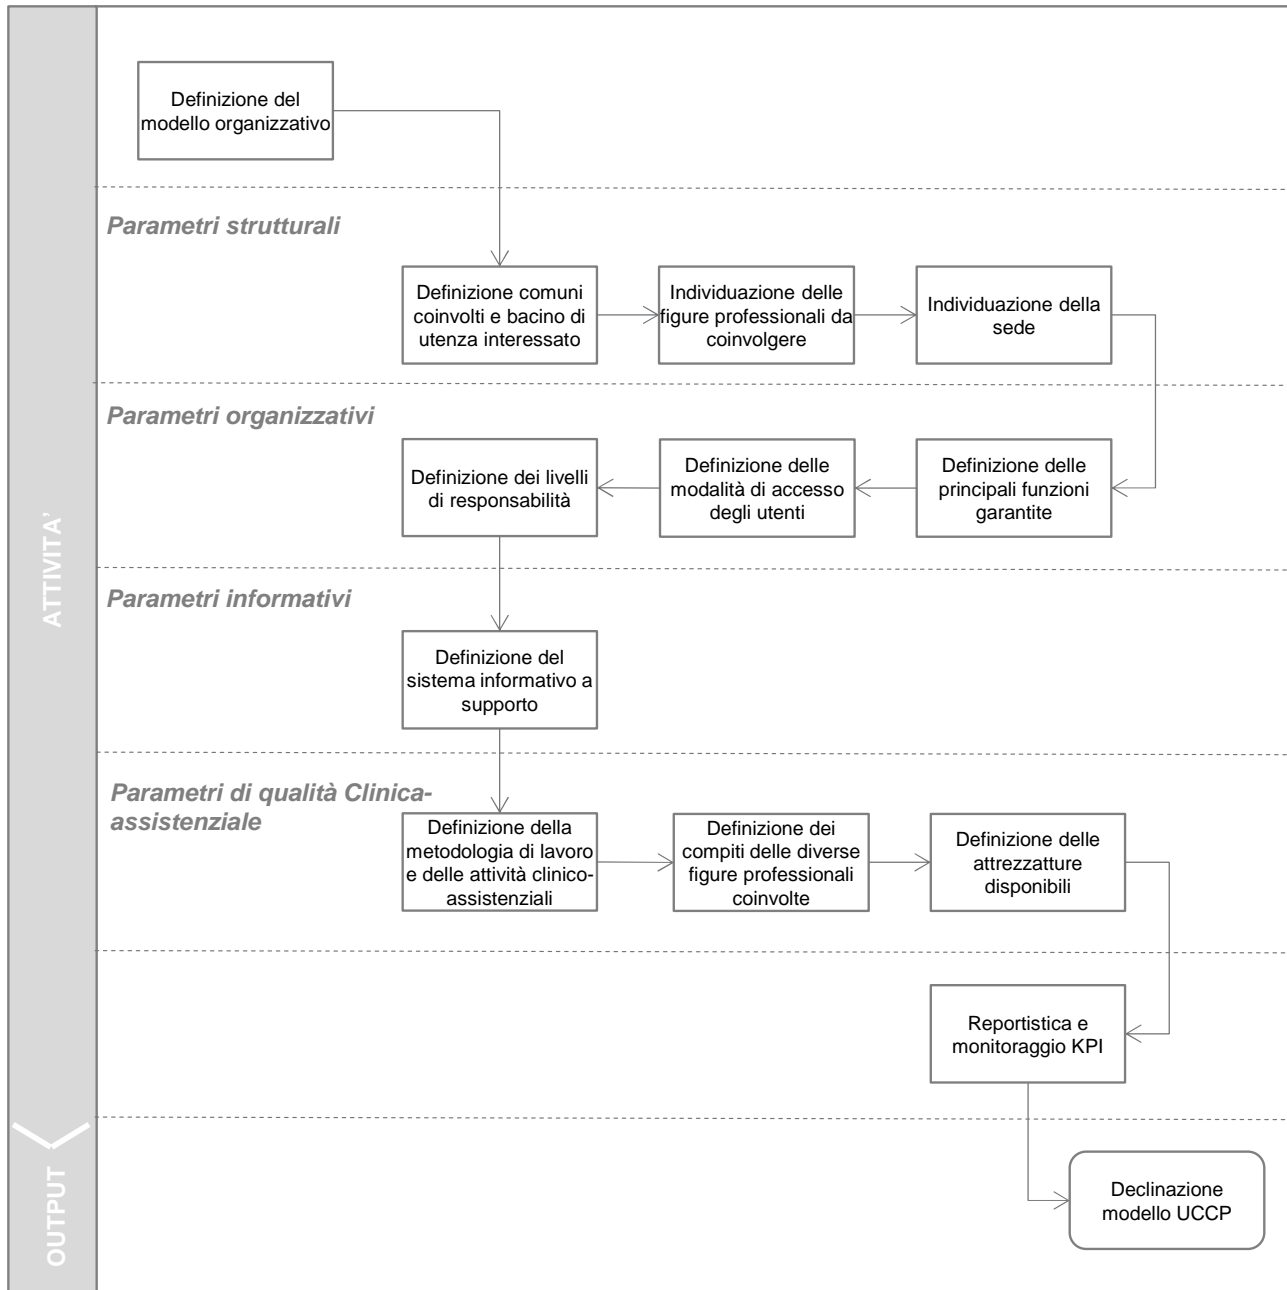 Definizione del
modello organizzativo
Parametri strutturali
Definizione comuni
coinvolti e bacino di
utenza interessato
Individuazione delle
figure professionali da
coinvolgere
Individuazione della
sede
Parametri organizzativi
Definizione dei livelli
di responsabilità
Definizione delle
modalità di accesso
degli utenti
Definizione delle
principali funzioni
garantite
ATTIVITA’
Parametri informativi
Definizione del
sistema informativo a
supporto
Parametri di qualità Clinica-
assistenziale
Definizione della
metodologia di lavoro
e delle attività clinico-
assistenziali
Definizione dei
compiti delle diverse
figure professionali
coinvolte
Definizione delle
attrezzature
disponibili
Reportistica e
monitoraggio KPI
OUTPUT
Declinazione
modello UCCP